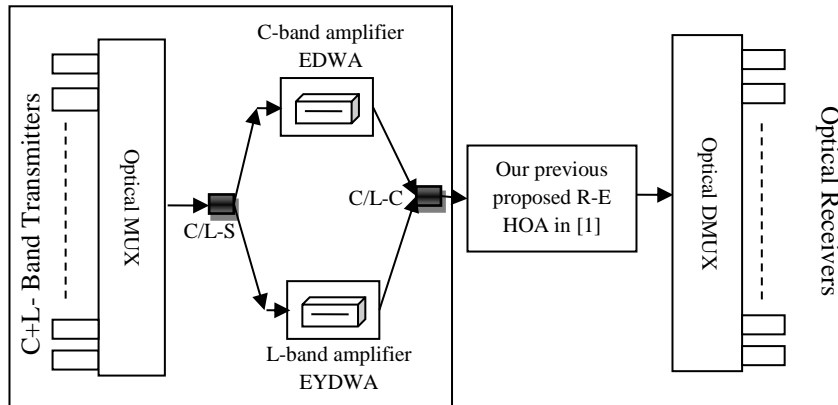 C+L- Band Transmitters
Optical MUX
C/L-S
C-band amplifier
EDWA
L-band amplifier
EYDWA
C/L-C
Our previous
proposed R-E
HOA in [1]
Optical DMUX
Optical Receivers